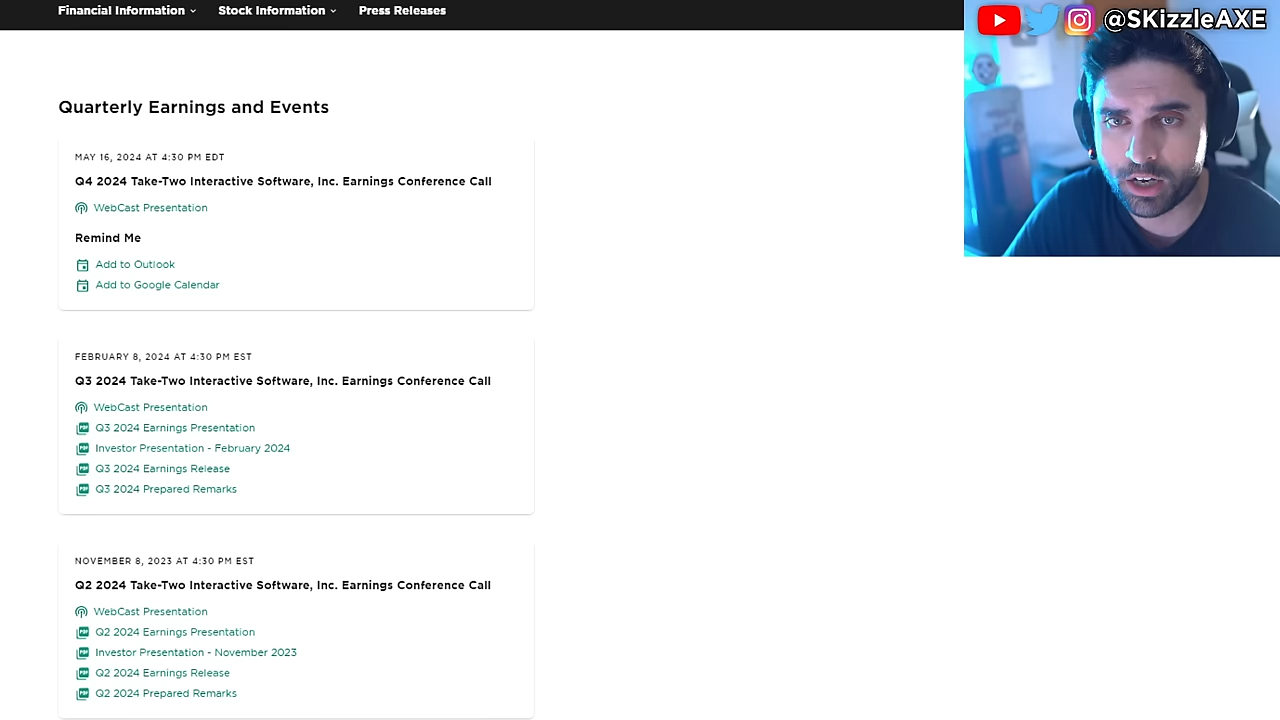 Financial Information
Stock Information
Press Releases
@SKizzleAXE
Quarterly Earnings and Events
MAY 16, 2024 AT 4:30 PM EDT
Q4 2024 Take-Two Interactive Software, Inc. Earnings Conference Call
WebCast Presentation
Remind Me
Add to Outlook
Add to Google Calendar
FEBRUARY 8, 2024 AT 4:30 PM EST
Q3 2024 Take-Two Interactive Software, Inc. Earnings Conference Call
WebCast Presentation
Q3 2024 Earnings Presentation
Investor Presentation - February 2024
Q3 2024 Earnings Release
Q3 2024 Prepared Remarks
NOVEMBER 8, 2023 AT 4:30 PM EST
Q2 2024 Take-Two Interactive Software, Inc. Earnings Conference Call
WebCast Presentation
Q2 2024 Earnings Presentation
Investor Presentation - November 2023
Q2 2024 Earnings Release
Q2 2024 Prepared Remarks